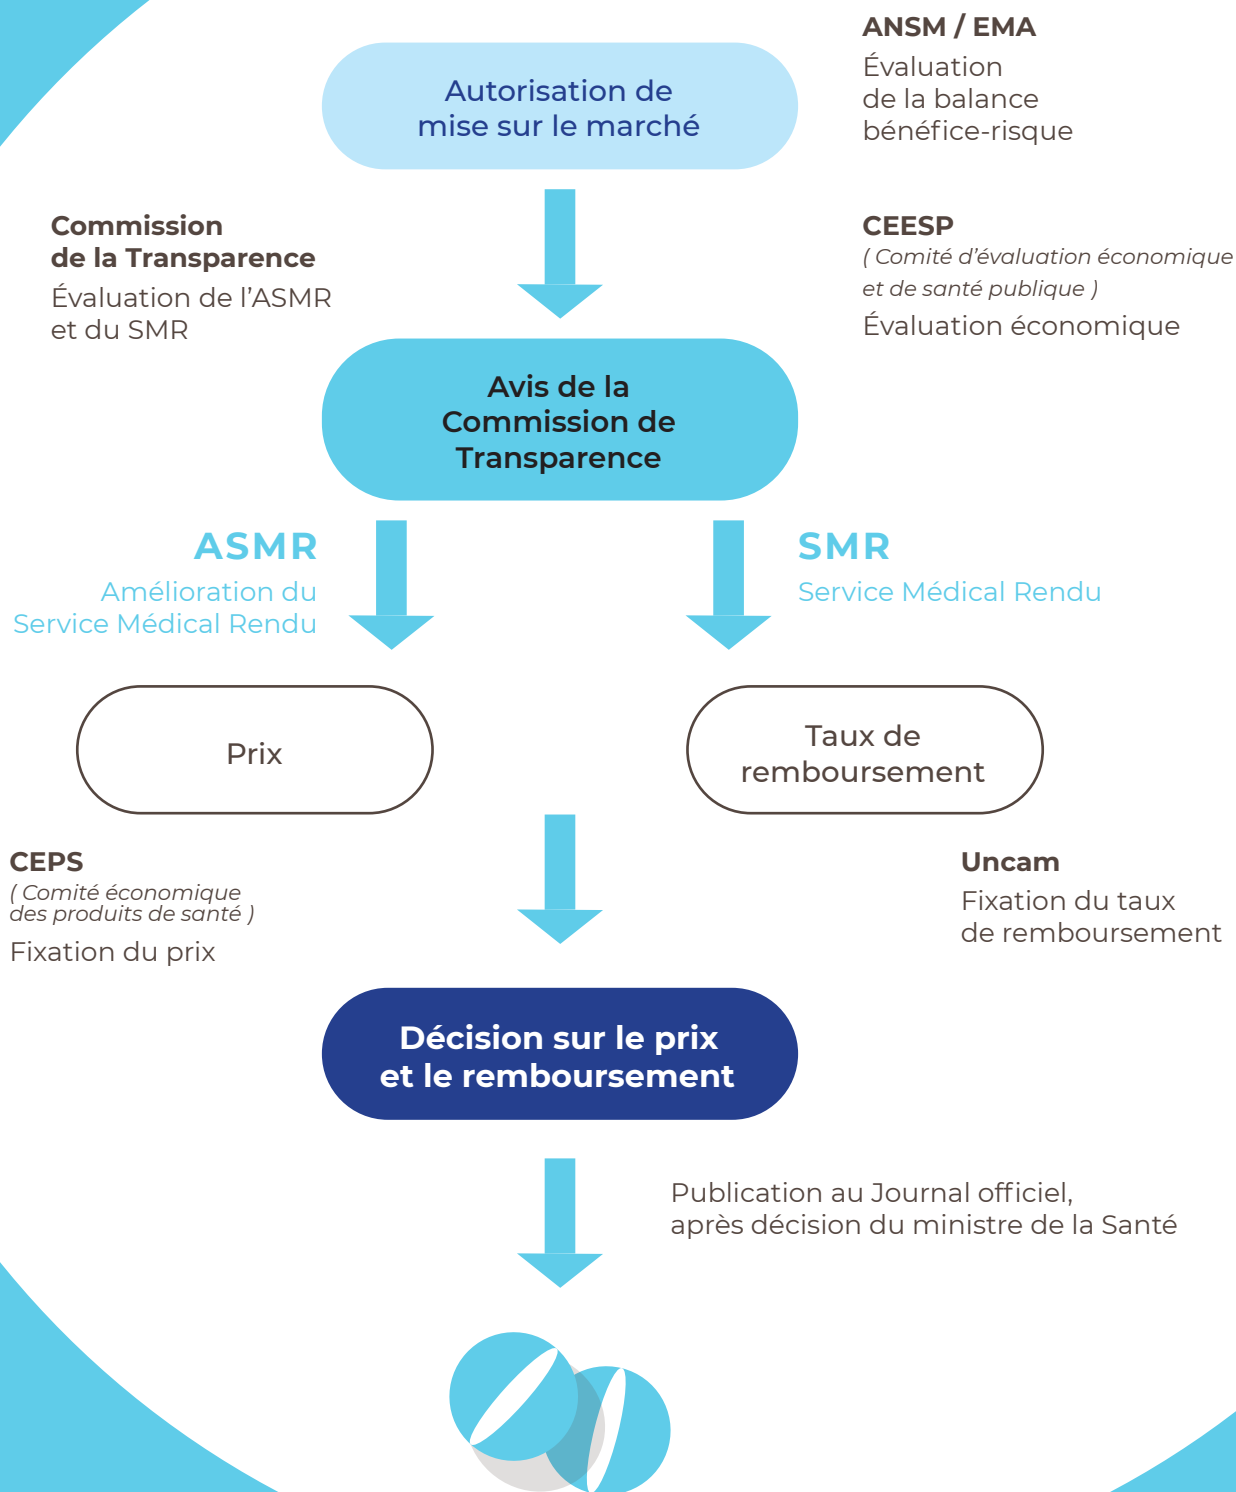 ANSM / EMA
Évaluation
de la balance
bénéfice-risque
Autorisation de
mise sur le marché
Commission
de la Transparence
Évaluation de l’ASMR
et du SMR
CEESP
( Comité d’évaluation économique
et de santé publique )
Évaluation économique
Avis de la
Commission de
Transparence
ASMR
Amélioration du
Service Médical Rendu
SMR
Service Médical Rendu
Prix
Taux de
remboursement
CEPS
( Comité économique
des produits de santé )
Fixation du prix
Uncam
Fixation du taux
de remboursement
Décision sur le prix
et le remboursement
Publication au Journal officiel,
après décision du ministre de la Santé